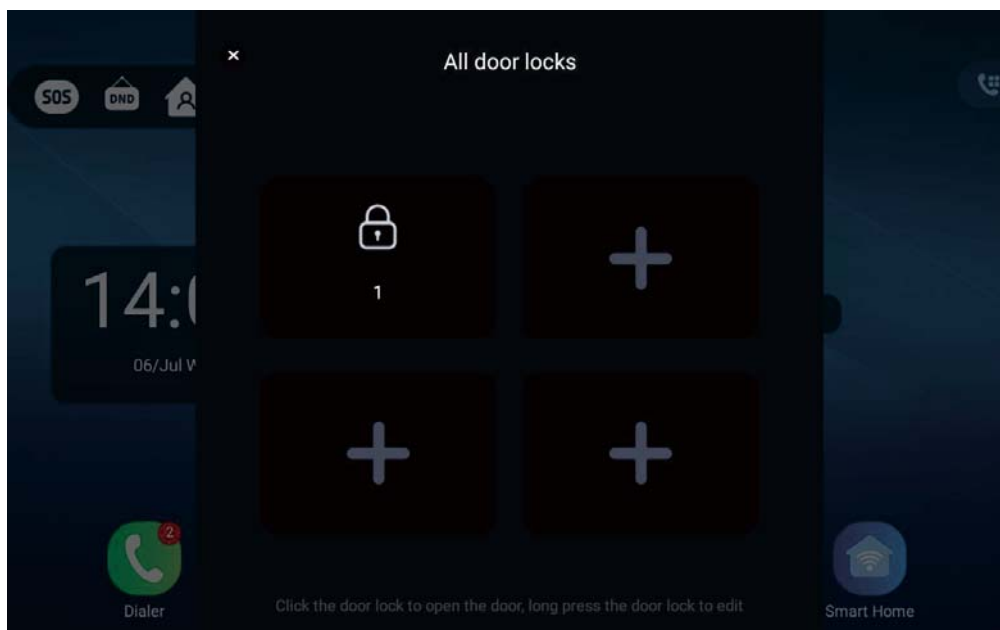 All door locks
SOS
DND
1
14:
06/Jul
2
Dialer
Smart Home
Click the door lock to open the door, long press the door lock to edit